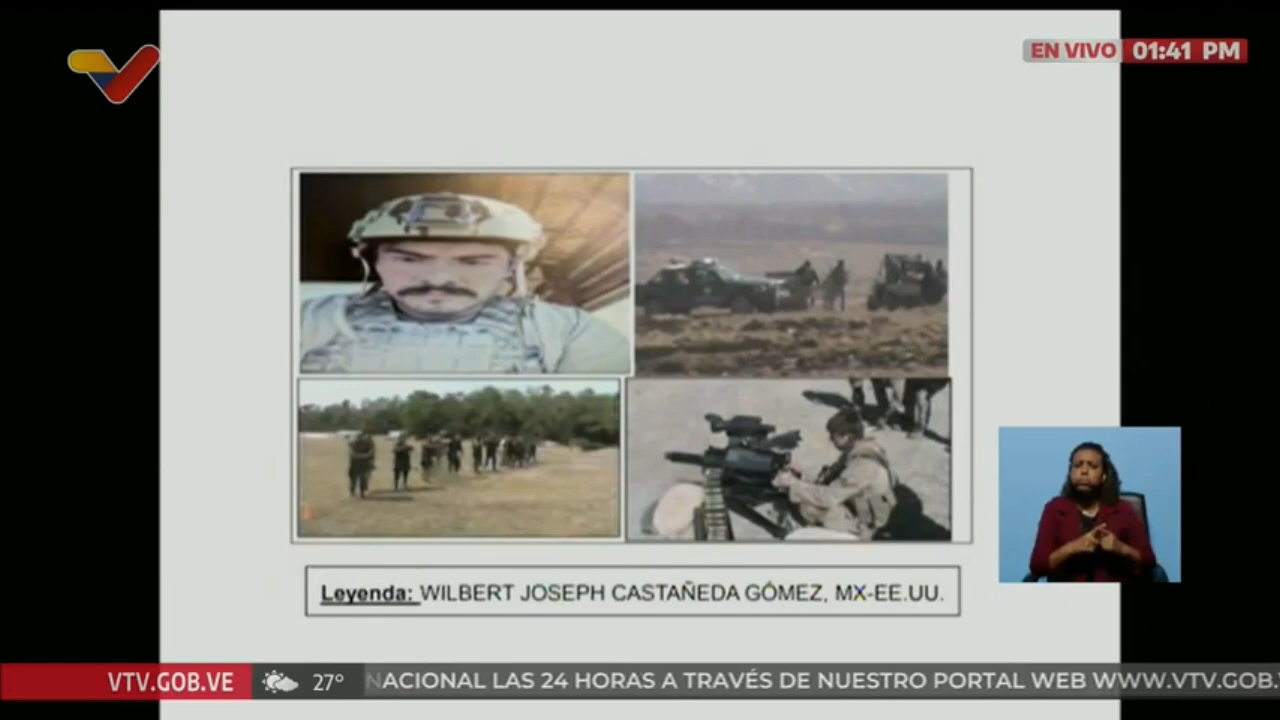 EN VIVO 01:41 PM
Leyenda: WILBERT JOSEPH CASTAÑEDA GÓMEZ, MX-EE.UU.
VTV.GOB.VE 27° NACIONAL LAS 24 HORAS A TRAVÉS DE NUESTRO PORTAL WEB WWW.VTV.GOB.V